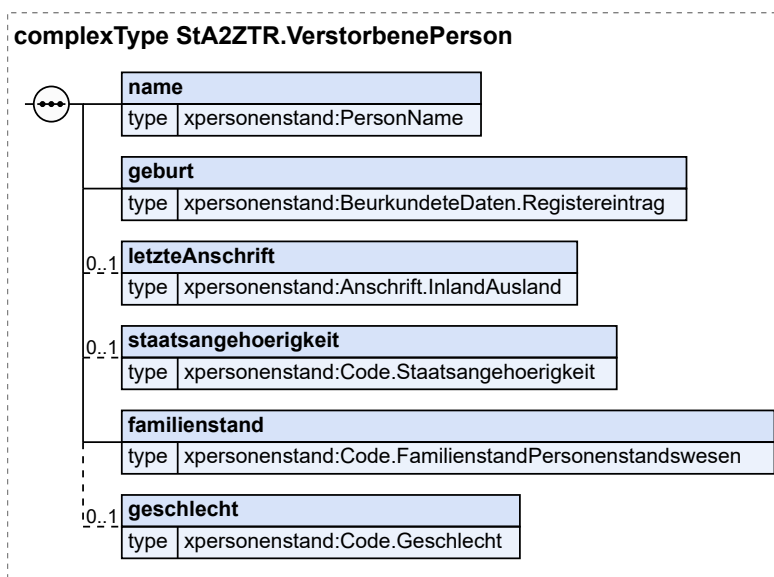 complexType StA2ZTR.VerstorbenePerson
name
type xpersonenstand:PersonName
geburt
type xpersonenstand:BeurkundeteDaten.Registereintrag
0..1 letzteAnschrift
type xpersonenstand:Anschrift.InlandAusland
0..1 staatsangehoerigkeit
type xpersonenstand:Code.Staatsangehoerigkeit
familienstand
type xpersonenstand:Code.FamilienstandPersonenstandswesen
0..1 geschlecht
type xpersonenstand:Code.Geschlecht